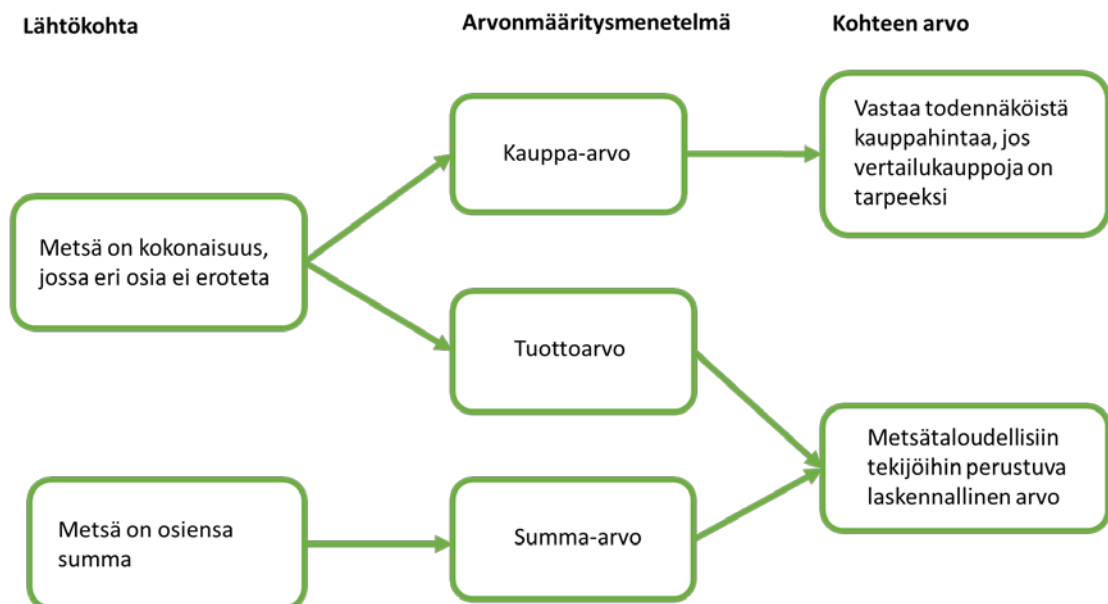 Lähtökohta
Arvonmääritysmenetelmä
Kohteen arvo
Metsä on kokonaisuus,
jossa eri osia ei eroteta
Kauppa-arvo
Vastaa todennäköistä
kauppahintaa, jos
vertailukauppoja on
tarpeeksi
Tuottoarvo
Metsätaloudellisiin
tekijöihin perustuva
laskennallinen arvo
Metsä on osiensa
summa
Summa-arvo